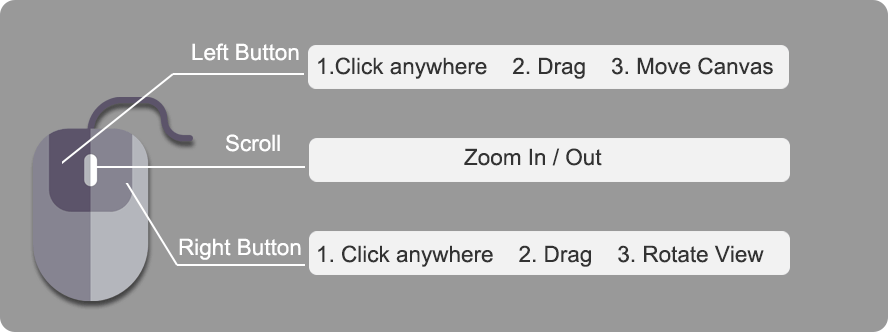 Left Button
1.Click anywhere 2. Drag 3. Move Canvas
Scroll
Zoom In / Out
Right Button
1. Click anywhere 2. Drag 3. Rotate View